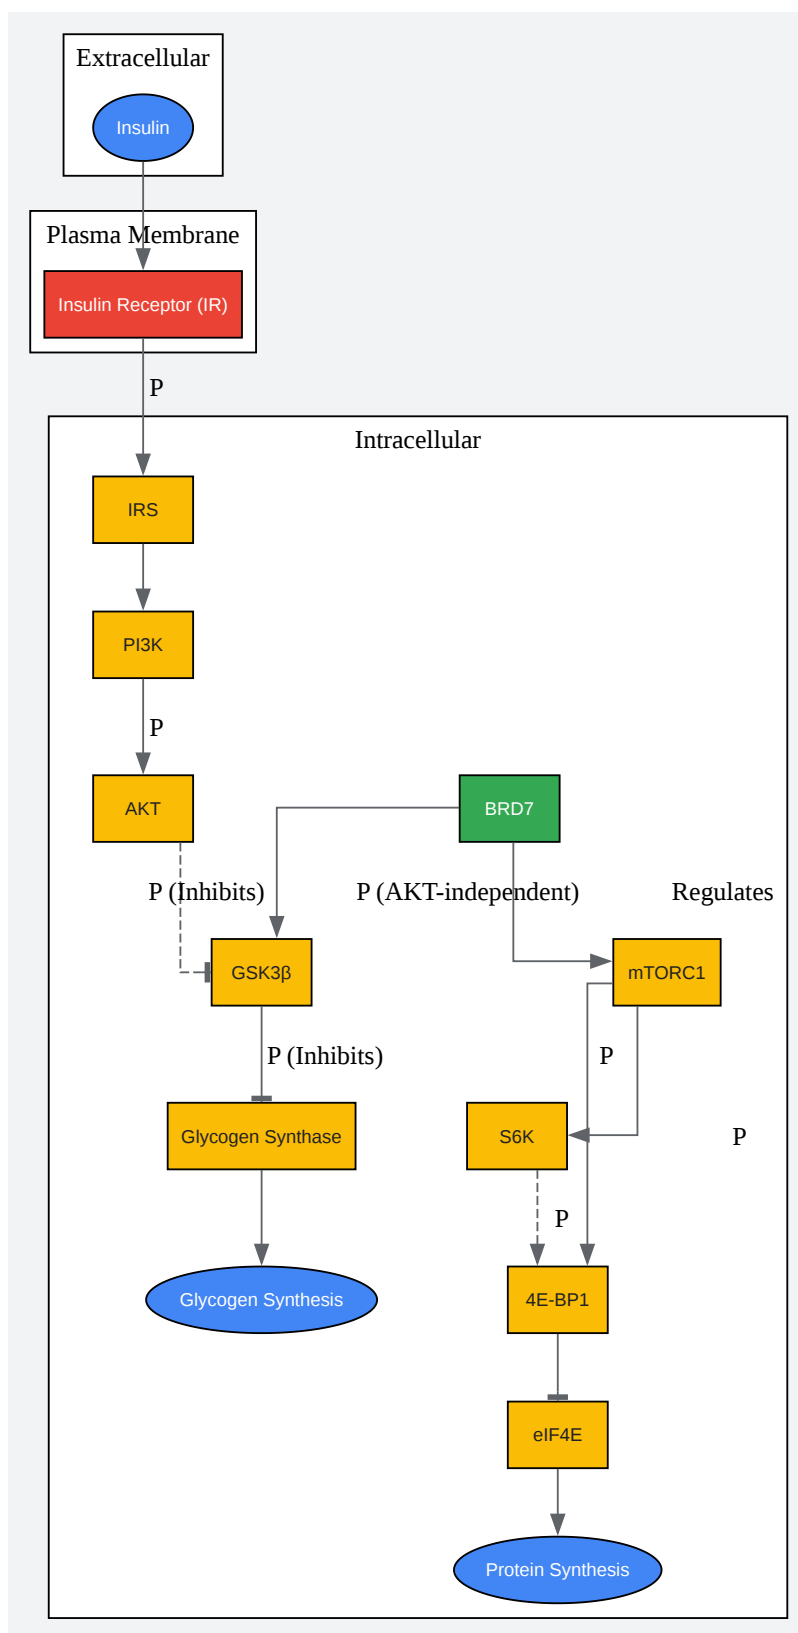 Extracellular
Insulin
Plasma Membrane
Insulin Receptor (IR)
P
Intracellular
IRS
PI3K
P
AKT
BRD7
P (Inhibits)
P (AKT-independent)
Regulates
GSK3β
mTORC1
P (Inhibits)
P
Glycogen Synthase
S6K
P
P
Glycogen Synthesis
4E-BP1
eIF4E
Protein Synthesis